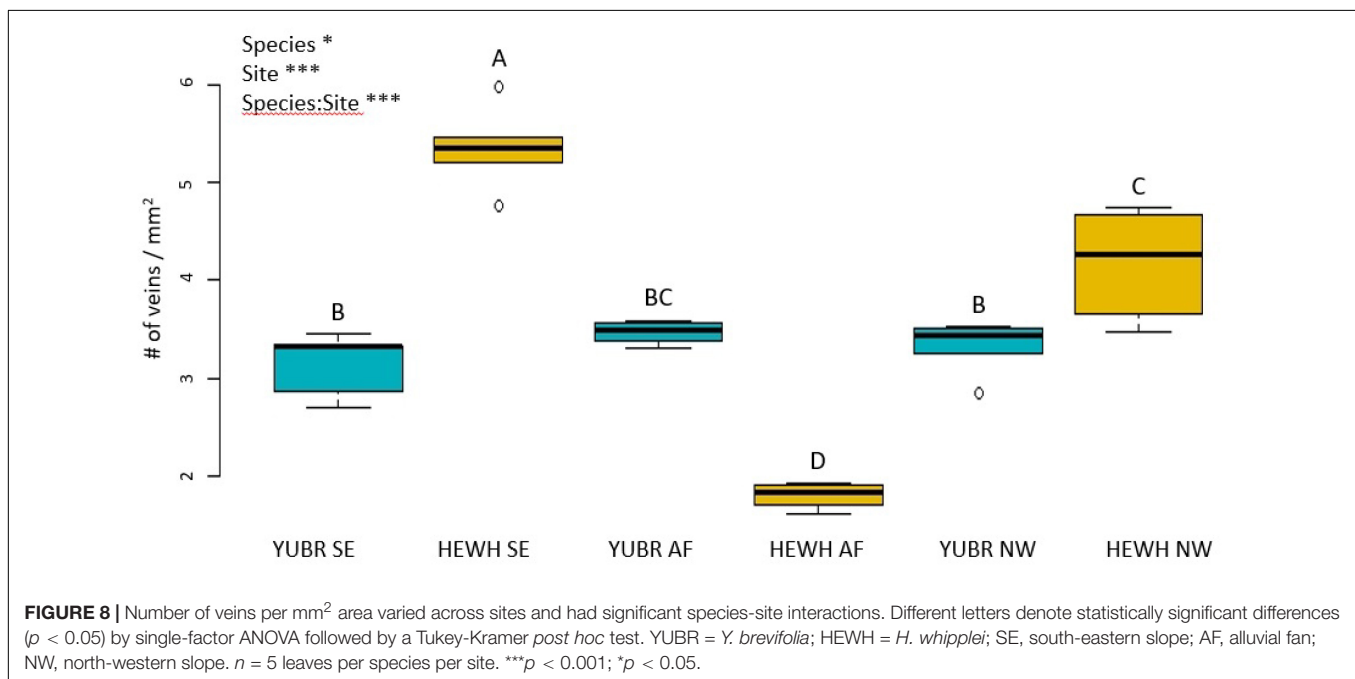 Species *
Site ***
Species:Site ***
A
6
5
C
# of veins / mm²
4
B
BC
B
3
D
2
YUBR SE
HEWH SE
YUBR AF
HEWH AF
YUBR NW
HEWH NW
FIGURE 8 | Number of veins per mm² area varied across sites and had significant species-site interactions. Different letters denote statistically significant differences
(p < 0.05) by single-factor ANOVA followed by a Tukey-Kramer post hoc test. YUBR = Y. brevifolia; HEWH = H. whipplei; SE, south-eastern slope; AF, alluvial fan;
NW, north-western slope. n = 5 leaves per species per site. ***p < 0.001; *p < 0.05.